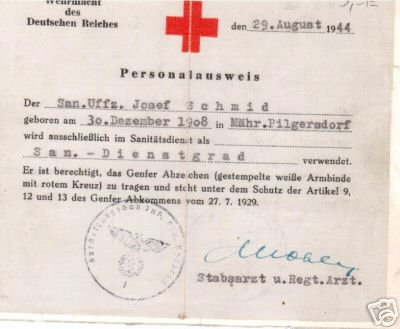 Wehrmacht
des
Deutschen Reiches
den 29.August 1944
Personalausweis
Der San.Uffz. Josef Schmid
geboren am 30.Dezember 1908 in Mähr.Pilgersdorf
wird ausschließlich im Sanitätsdienst als
San.-Dienstgrad verwendet.
Er ist berechtigt, das Genfer Abzeichen (gestempelte weiße Armbinde
mit rotem Kreuz) zu tragen und steht unter dem Schutz der Artikel 9,
12 und 13 des Genfer Abkommens vom 27. 7. 1929.
Stabsarzt u.Regt.Arzt.